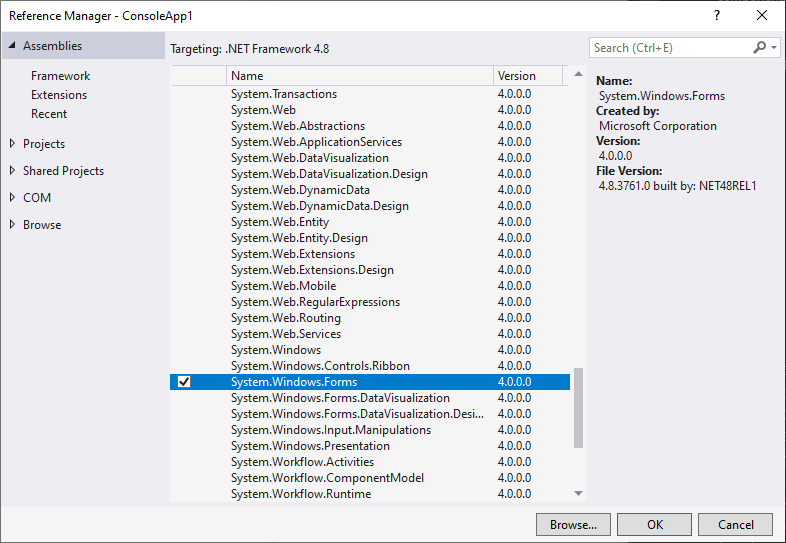 Reference Manager - ConsoleApp1
Assemblies
Framework
Extensions
Recent
Projects
Shared Projects
COM
Browse
Targeting: .NET Framework 4.8
Search (Ctrl+E)
Name Version
System.Transactions 4.0.0.0
System.Web 4.0.0.0
System.Web.Abstractions 4.0.0.0
System.Web.ApplicationServices 4.0.0.0
System.Web.DataVisualization 4.0.0.0
System.Web.DataVisualization.Design 4.0.0.0
System.Web.DynamicData 4.0.0.0
System.Web.DynamicData.Design 4.0.0.0
System.Web.Entity 4.0.0.0
System.Web.Entity.Design 4.0.0.0
System.Web.Extensions 4.0.0.0
System.Web.Extensions.Design 4.0.0.0
System.Web.Mobile 4.0.0.0
System.Web.RegularExpressions 4.0.0.0
System.Web.Routing 4.0.0.0
System.Web.Services 4.0.0.0
System.Windows 4.0.0.0
System.Windows.Controls.Ribbon 4.0.0.0
System.Windows.Forms 4.0.0.0
System.Windows.Forms.DataVisualization 4.0.0.0
System.Windows.Forms.DataVisualization.Desi... 4.0.0.0
System.Windows.Input.Manipulations 4.0.0.0
System.Windows.Presentation 4.0.0.0
System.Workflow.Activities 4.0.0.0
System.Workflow.ComponentModel 4.0.0.0
System.Workflow.Runtime 4.0.0.0
Name:
System.Windows.Forms
Created by:
Microsoft Corporation
Version:
4.0.0.0
File Version:
4.8.3761.0 built by: NET48REL1
Browse... OK Cancel